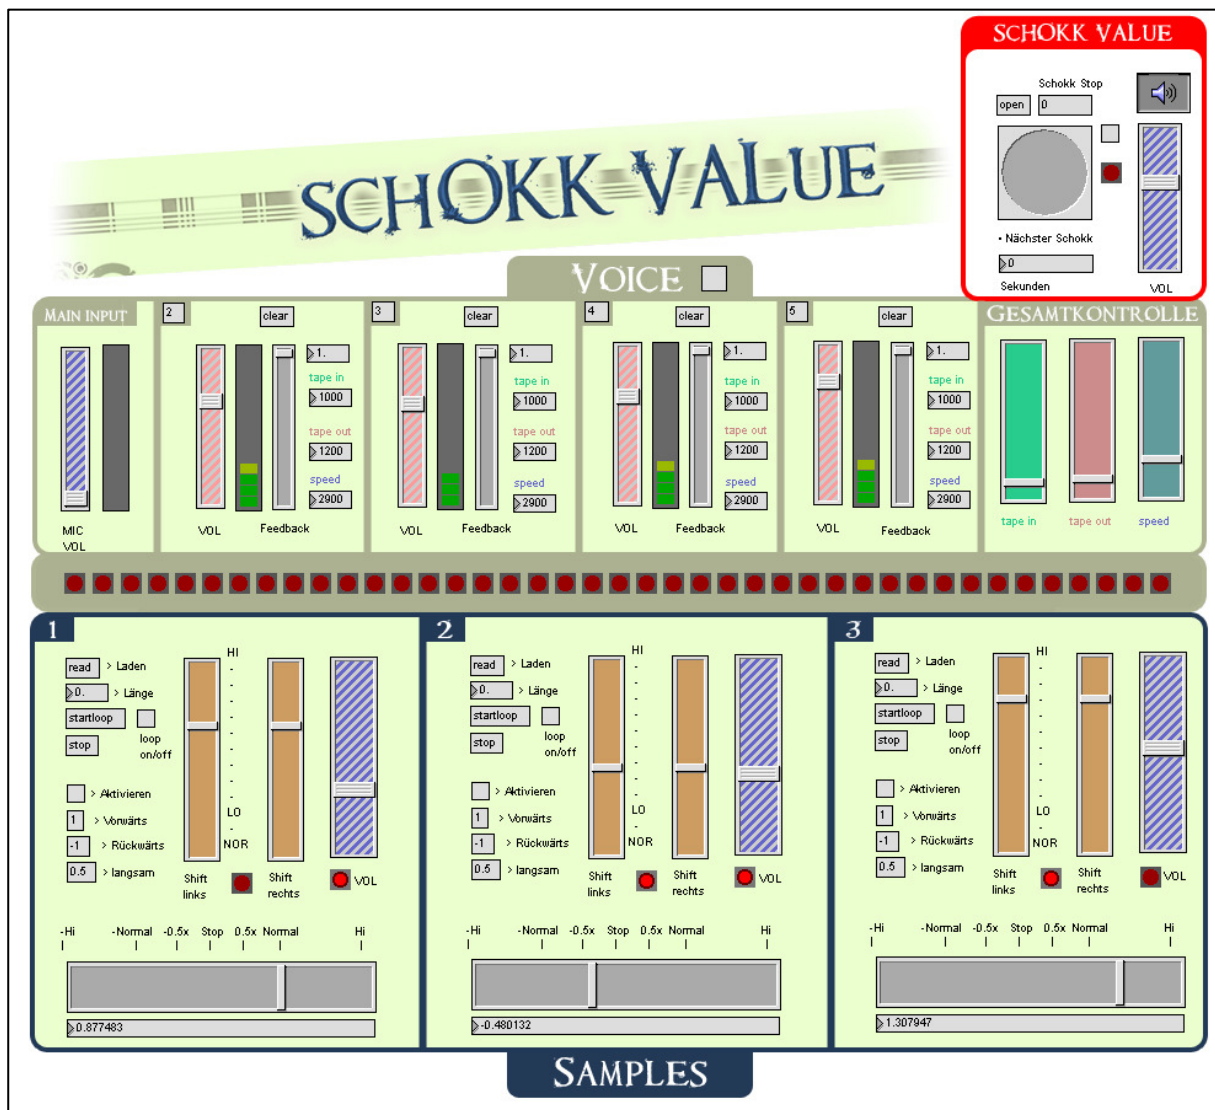 SCHOKK VALUE
Schokk Stop
open
0
• Nächster Schokk
0
Sekunden
VOL
SCHOKK VALUE
VOICE
MAIN INPUT
MIC
VOL
2
clear
1.
tape in
1000
tape out
1200
speed
2900
VOL
Feedback
3
clear
1.
tape in
1000
tape out
1200
speed
2900
VOL
Feedback
4
clear
1.
tape in
1000
tape out
1200
speed
2900
VOL
Feedback
5
clear
1.
tape in
1000
tape out
1200
speed
2900
VOL
Feedback
GESAMTKONTROLLE
tape in
tape out
speed
1
read > Laden
0. > Länge
startloop
stop
loop
on/off
> Aktivieren
1 > Vorwärts
-1 > Rückwärts
0.5 > langsam
HI
LO
NOR
Shift
links
Shift
rechts
VOL
-Hi -Normal -0.5x Stop 0.5x Normal Hi
0.877483
2
read > Laden
0. > Länge
startloop
stop
loop
on/off
> Aktivieren
1 > Vorwärts
-1 > Rückwärts
0.5 > langsam
HI
LO
NOR
Shift
links
Shift
rechts
VOL
-Hi -Normal -0.5x Stop 0.5x Normal Hi
-0.480132
3
read > Laden
0. > Länge
startloop
stop
loop
on/off
> Aktivieren
1 > Vorwärts
-1 > Rückwärts
0.5 > langsam
HI
LO
NOR
Shift
links
Shift
rechts
VOL
-Hi -Normal -0.5x Stop 0.5x Normal Hi
1.307947
SAMPLES